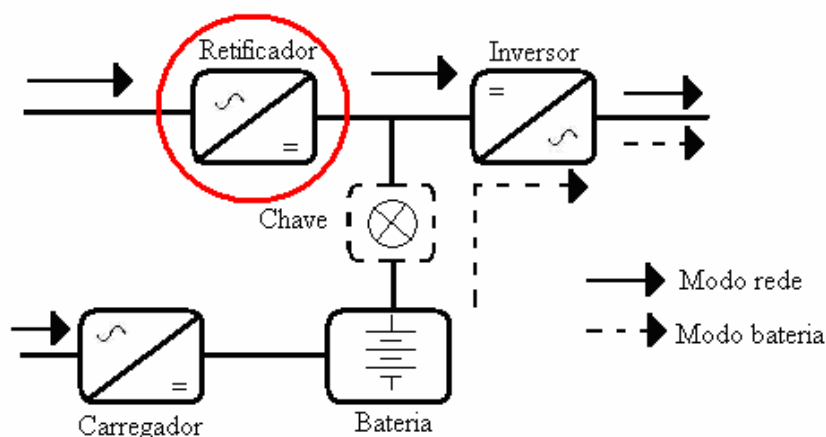 Retificador
Inversor
Chave
Modo rede
Modo bateria
Carregador
Bateria